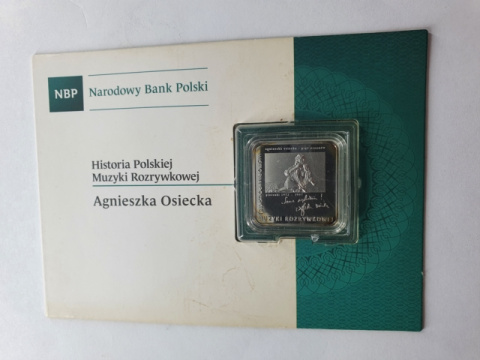 NBP
Narodowy Bank Polski
Historia Polskiej
Muzyki Rozrywkowej
Agnieszka Osiecka